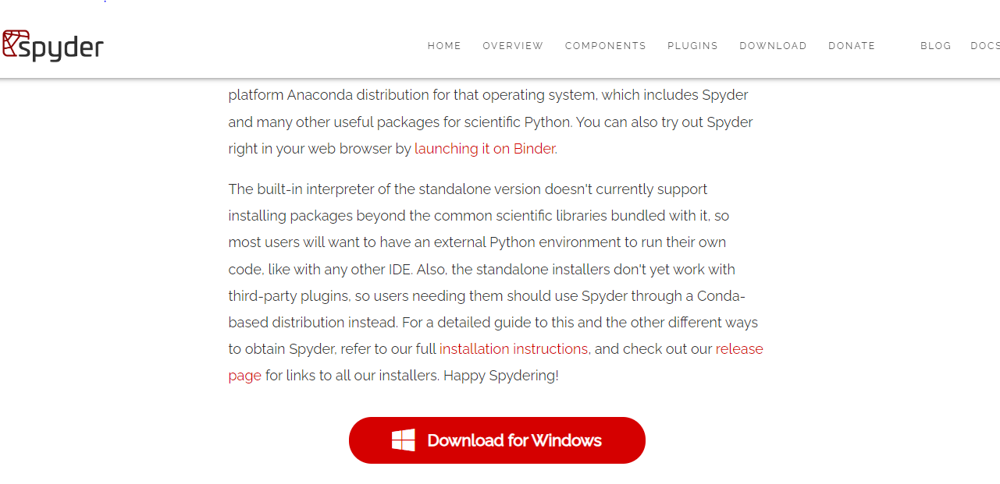 spyder
HOME OVERVIEW COMPONENTS PLUGINS DOWNLOAD DONATE BLOG DOCS
platform Anaconda distribution for that operating system, which includes Spyder
and many other useful packages for scientific Python. You can also try out Spyder
right in your web browser by launching it on Binder.
The built-in interpreter of the standalone version doesn't currently support
installing packages beyond the common scientific libraries bundled with it, so
most users will want to have an external Python environment to run their own
code, like with any other IDE. Also, the standalone installers don't yet work with
third-party plugins, so users needing them should use Spyder through a Conda-
based distribution instead. For a detailed guide to this and the other different ways
to obtain Spyder, refer to our full installation instructions, and check out our release
page for links to all our installers. Happy Spydering!
Download for Windows